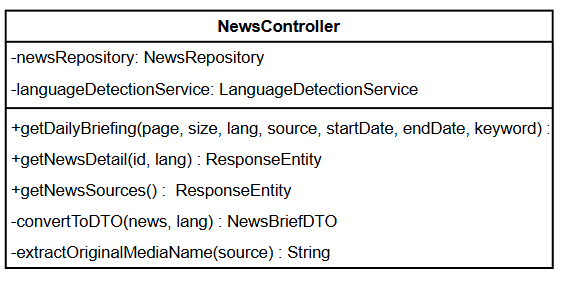 NewsController
-newsRepository: NewsRepository
-languageDetectionService: LanguageDetectionService
+getDailyBriefing(page, size, lang, source, startDate, endDate, keyword) :
+getNewsDetail(id, lang) : ResponseEntity
+getNewsSources() : ResponseEntity
-convertToDTO(news, lang) : NewsBriefDTO
-extractOriginalMediaName(source) : String